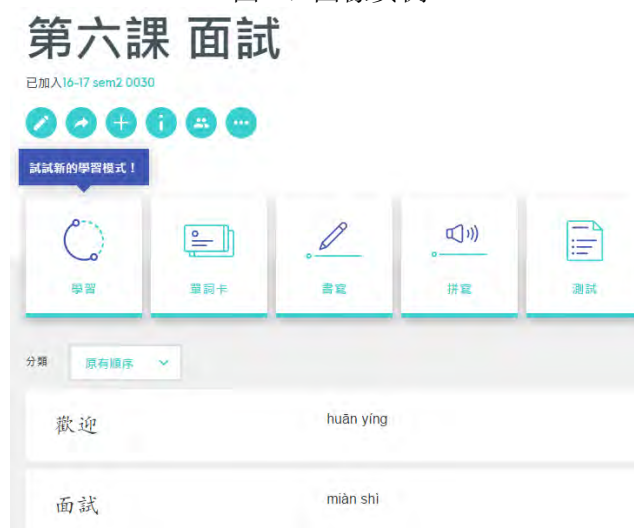 第六課 面試
已加入16-17 sem2 0030
試試新的學習模式！
學習
單詞卡
書寫
拼寫
測試
分類
原有順序
歡迎 huān yíng
面試 miàn shì